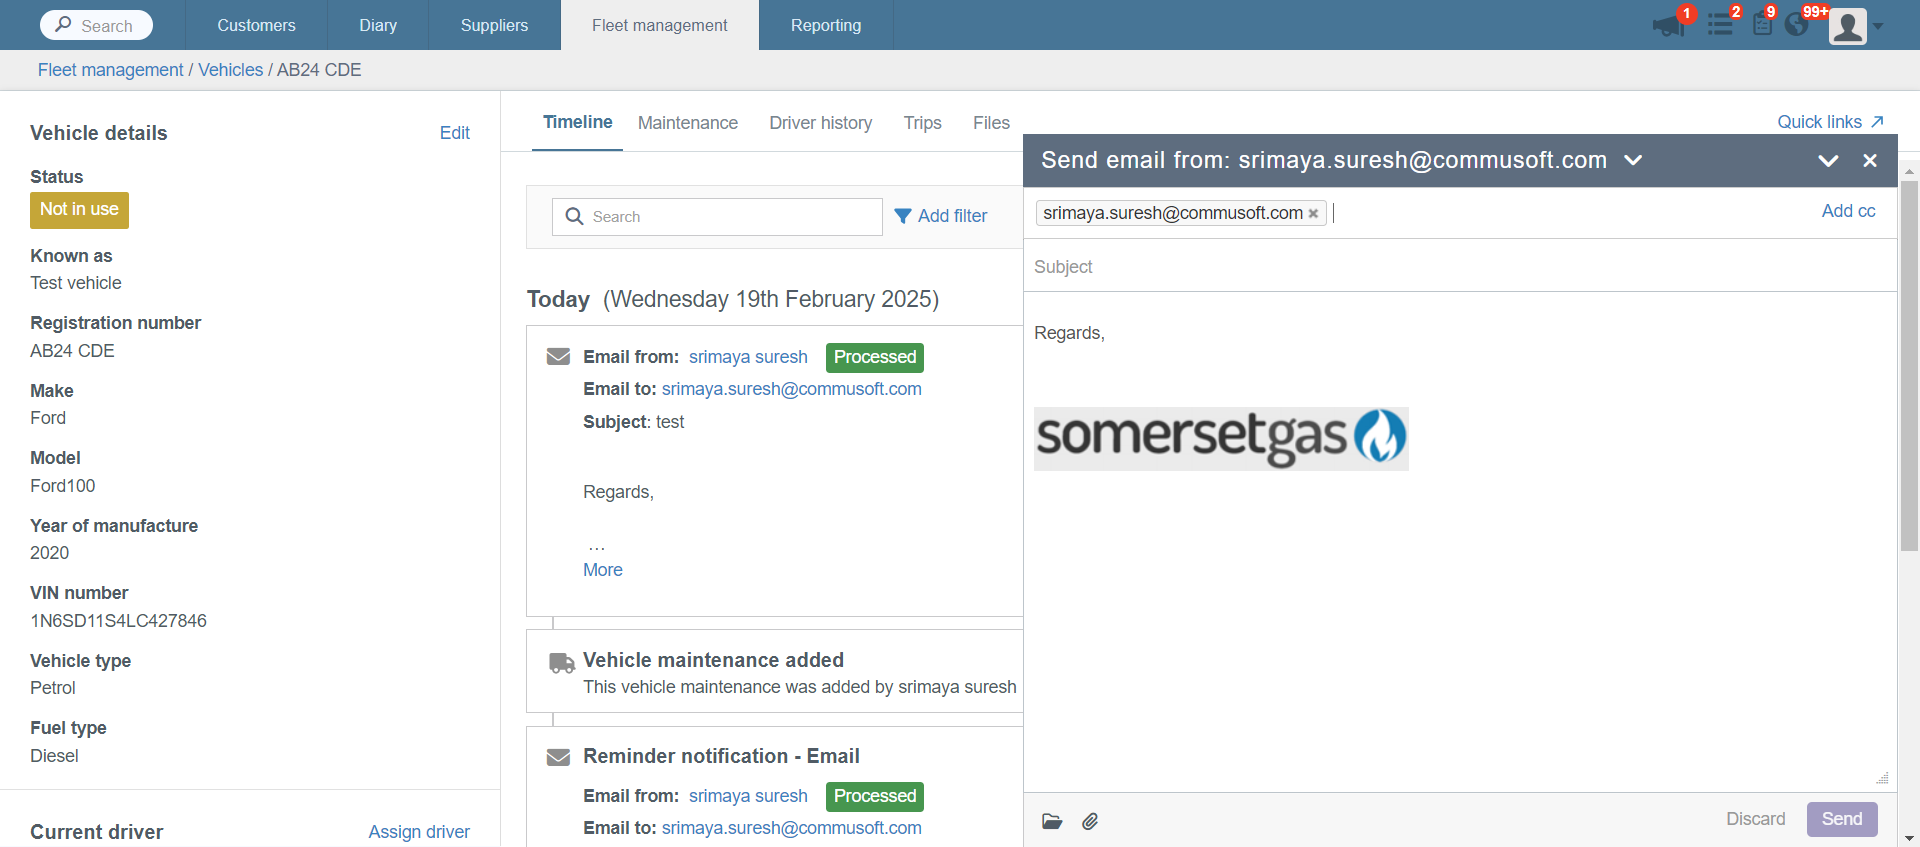 Search
Customers
Diary
Suppliers
Fleet management
Reporting
1
2
9
99+
Fleet management / Vehicles / AB24 CDE
Vehicle details
Edit
Status
Not in use
Known as
Test vehicle
Registration number
AB24 CDE
Make
Ford
Model
Ford100
Year of manufacture
2020
VIN number
1N6SD11S4LC427846
Vehicle type
Petrol
Fuel type
Diesel
Current driver
Assign driver
Timeline
Maintenance
Driver history
Trips
Files
Quick links
Search
Add filter
Today (Wednesday 19th February 2025)
Email from: srimaya suresh Processed
Email to: srimaya.suresh@commusoft.com
Subject: test
Regards,
...
More
Vehicle maintenance added
This vehicle maintenance was added by srimaya suresh
Reminder notification - Email
Email from: srimaya suresh Processed
Email to: srimaya.suresh@commusoft.com
Send email from: srimaya.suresh@commusoft.com
srimaya.suresh@commusoft.com
Add cc
Subject
Regards,
somersetgas
Discard
Send